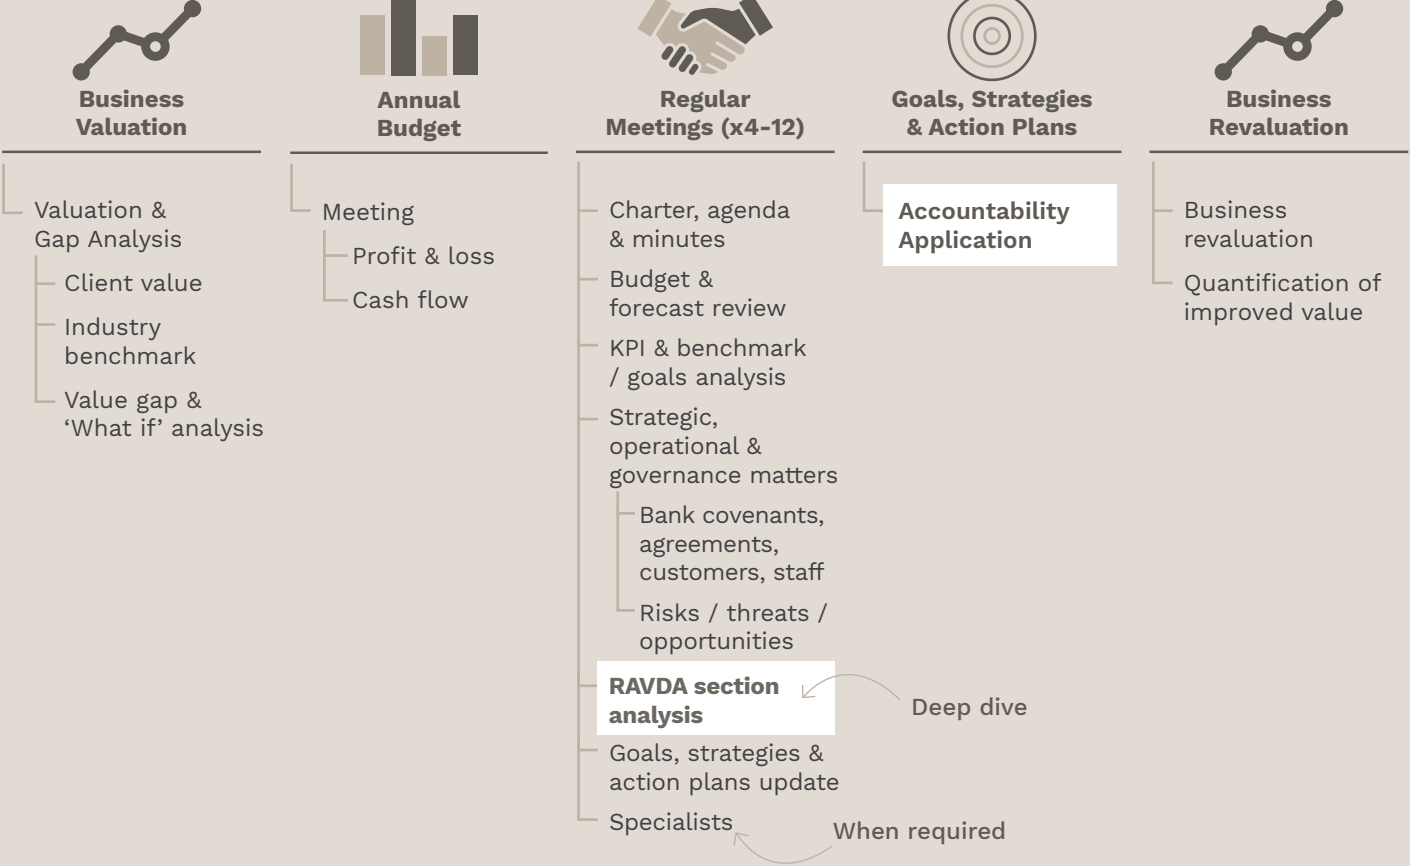 Business
Valuation
Valuation &
Gap Analysis
Client value
Industry
benchmark
Value gap &
‘What if’ analysis
Annual
Budget
Meeting
Profit & loss
Cash flow
Regular
Meetings (x4-12)
Charter, agenda
& minutes
Budget &
forecast review
KPI & benchmark
/ goals analysis
Strategic,
operational &
governance matters
Bank covenants,
agreements,
customers, staff
Risks / threats /
opportunities
RAVDA section
analysis
Deep dive
Goals, strategies &
action plans update
Specialists
When required
Goals, Strategies
& Action Plans
Accountability
Application
Business
Revaluation
Business
revaluation
Quantification of
improved value